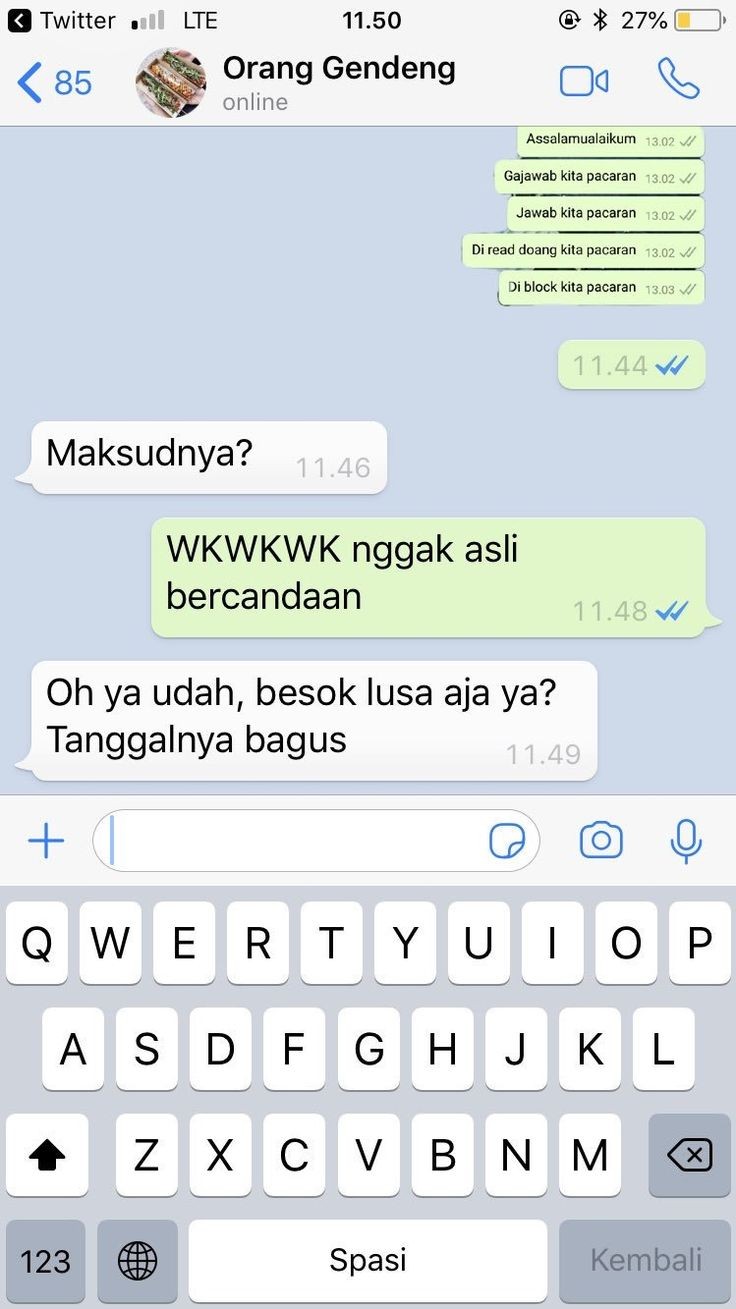 Twitter LTE 11.50 27%
85 Orang Gendeng
online
Assalamualaikum 13.02
Gajawab kita pacaran 13.02
Jawab kita pacaran 13.02
Di read doang kita pacaran 13.02
Di block kita pacaran 13.03
11.44
Maksudnya? 11.46
WKWKWK nggak asli
bercandaan 11.48
Oh ya udah, besok lusa aja ya?
Tanggalnya bagus 11.49
Q W E R T Y U I O P
A S D F G H J K L
Z X C V B N M
123 Spasi Kembali